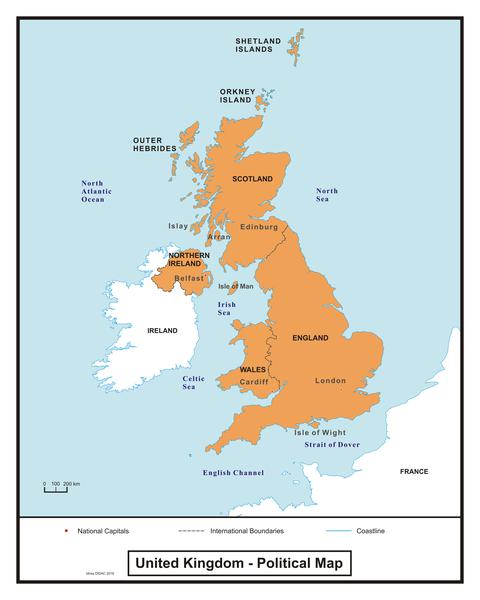 SHETLAND
ISLANDS
ORKNEY
ISLAND
OUTER
HEBRIDES
SCOTLAND
North
Atlantic
Ocean
North
Sea
Islay
Edinburg
Arran
NORTHERN
IRELAND
Belfast
Isle of Man
Irish
Sea
IRELAND
ENGLAND
WALES
Cardiff
London
Celtic
Sea
Isle of Wight
Strait of Dover
English Channel
FRANCE
0 100 200 km
National Capitals
International Boundaries
Coastline
United Kingdom - Political Map